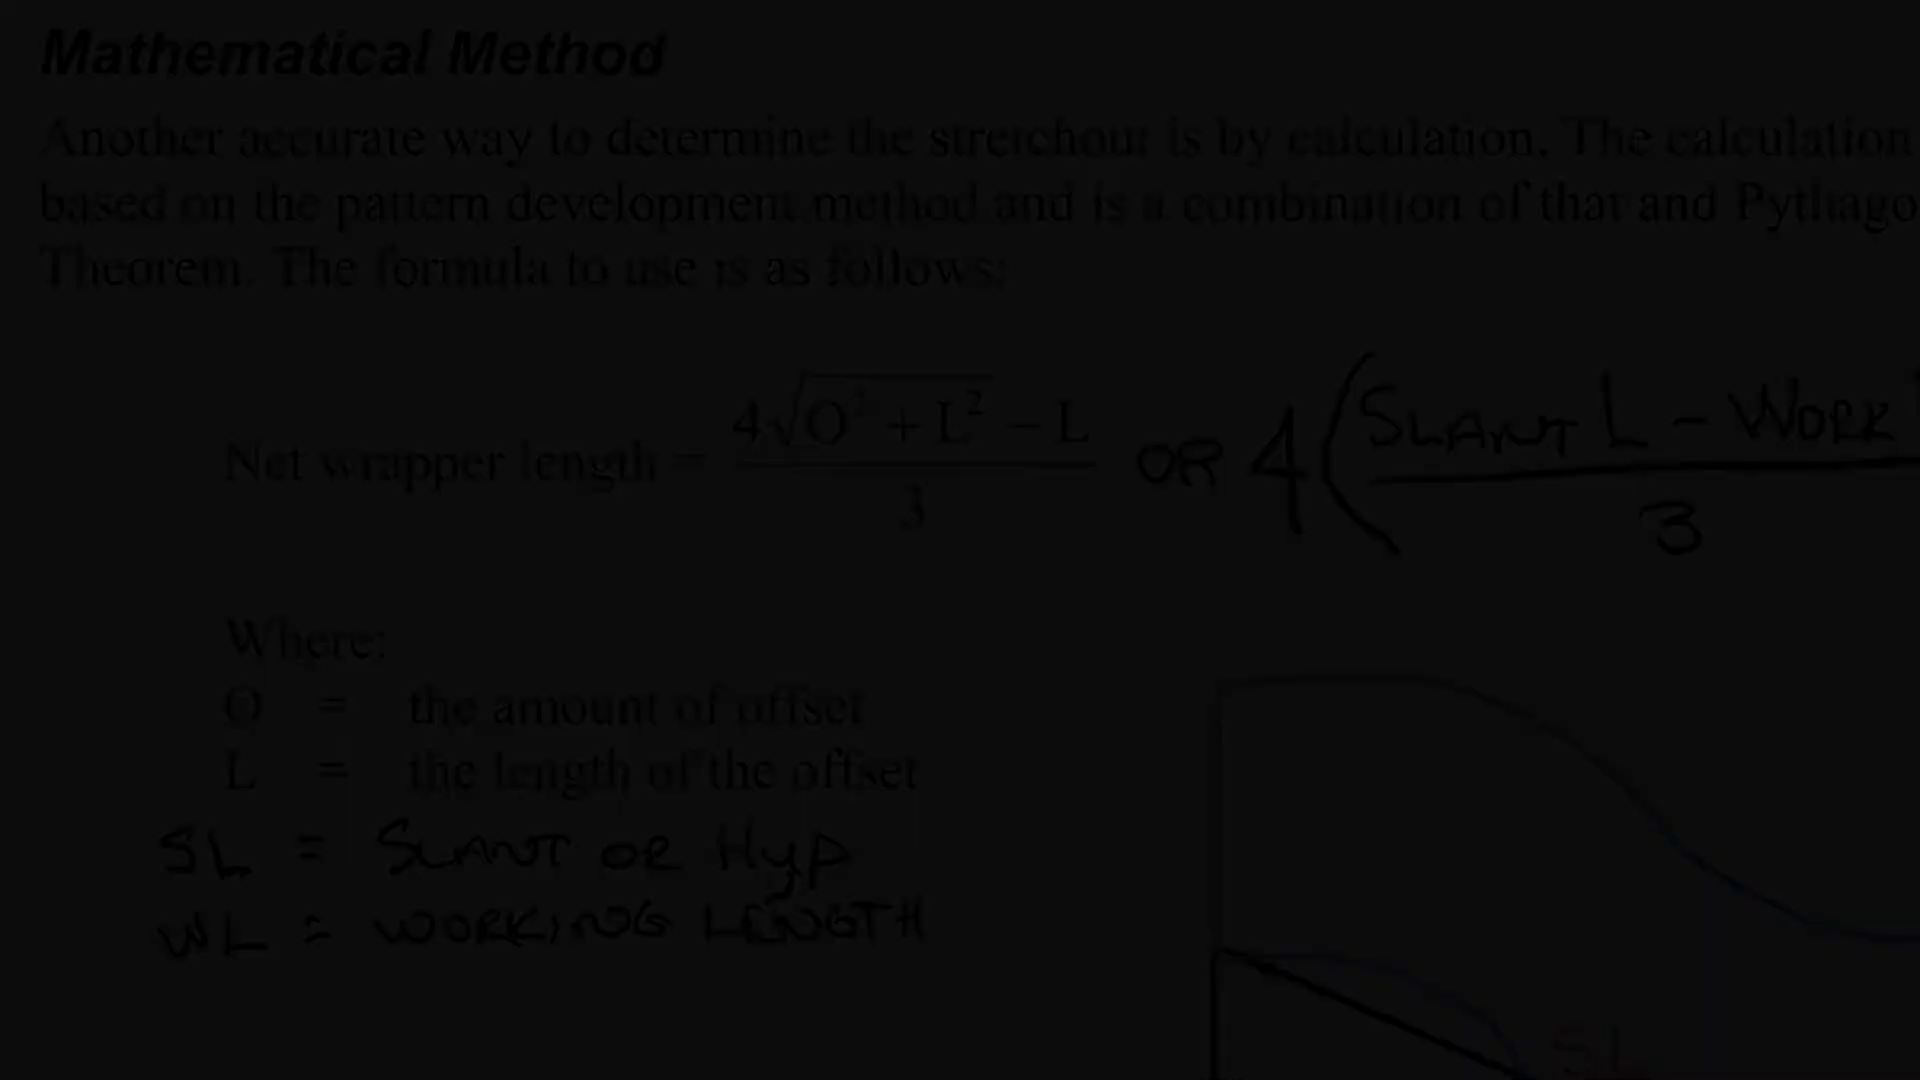 Mathematical Method
Another accurate way to determine the stretchout is by calculation. The calculation
based on the pattern development method and is a combination of that and Pythago
Theorem. The formula to use is as follows:
Net wrapper length = 4√O² + L² – L / 3 OR 4(SLANT L - WORK / 3
Where:
O = the amount of offset
L = the length of the offset
SL = SLANT OR Hyp
WL = WORKING LENGTH
SL